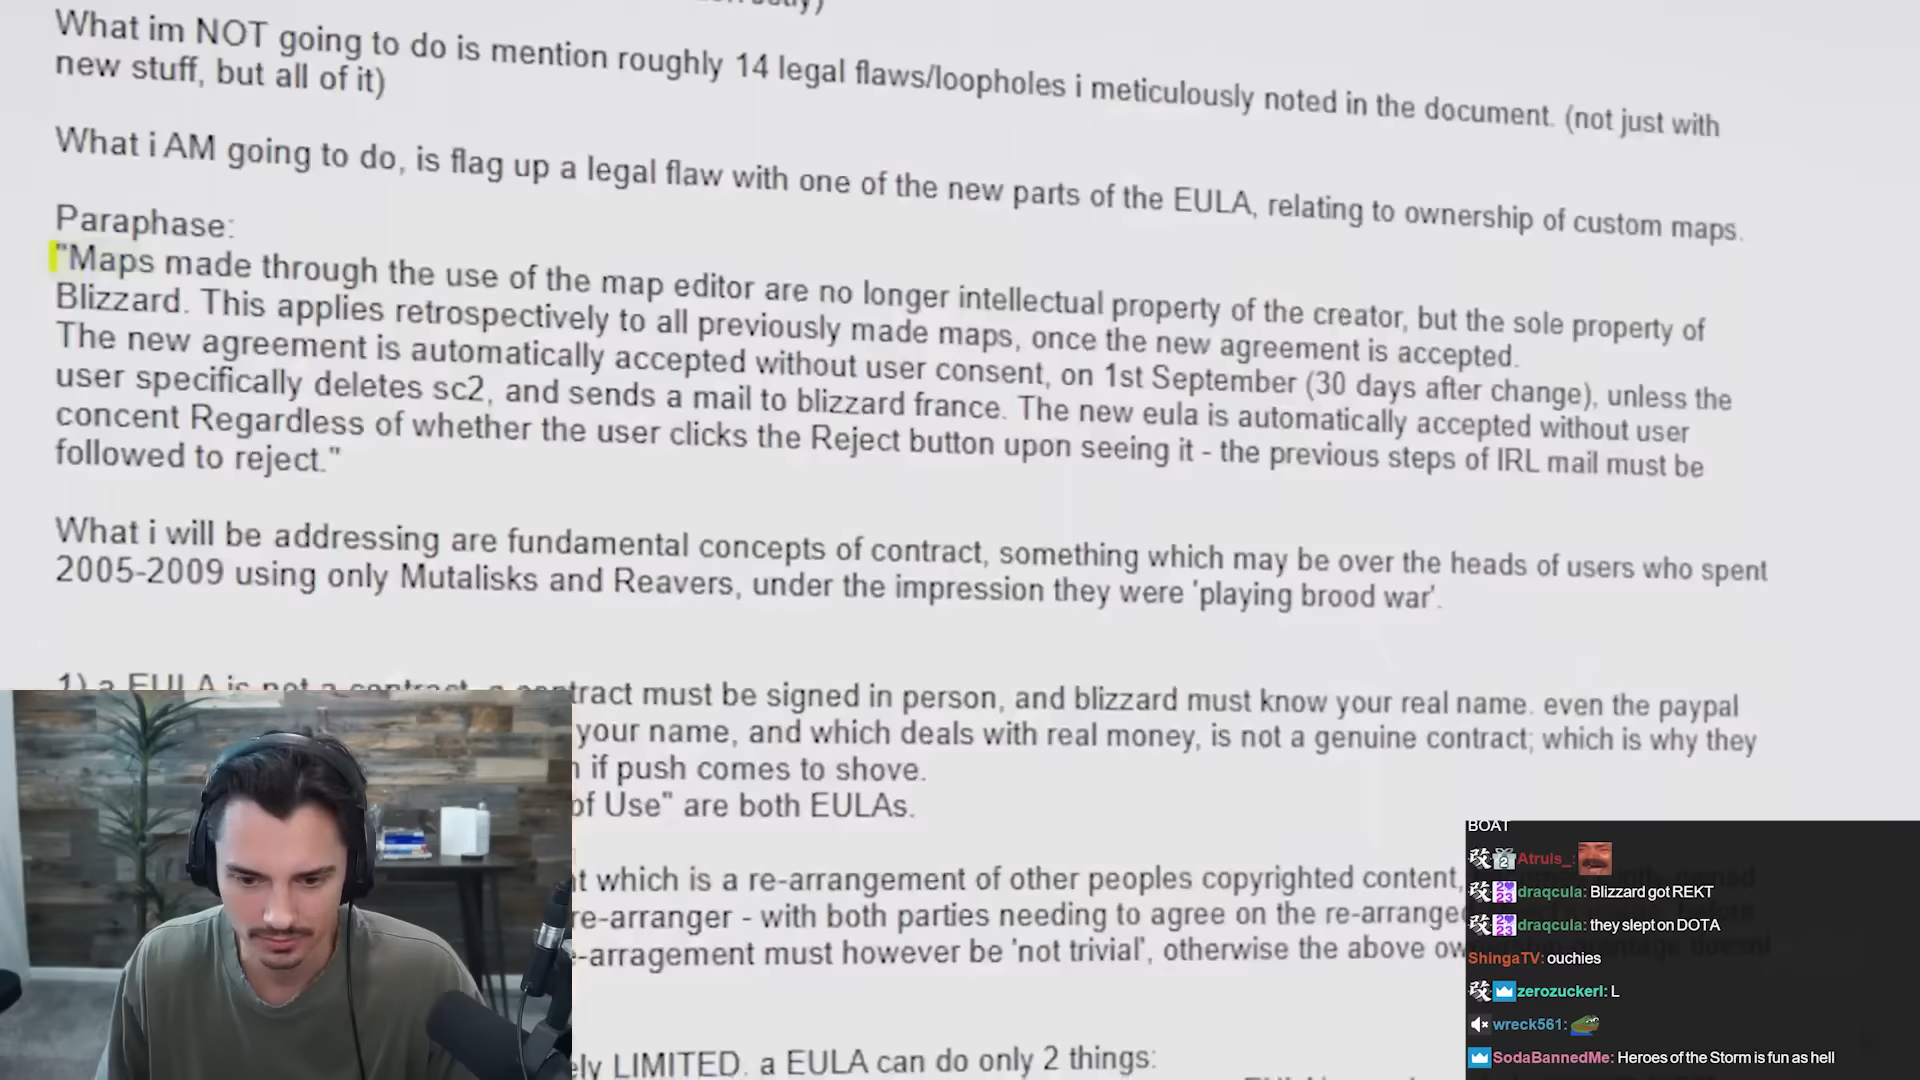 What im NOT going to do is mention roughly 14 legal flaws/loopholes i meticulously noted in the document. (not just with
new stuff, but all of it)
What i AM going to do, is flag up a legal flaw with one of the new parts of the EULA, relating to ownership of custom maps.
Paraphase:
"Maps made through the use of the map editor are no longer intellectual property of the creator, but the sole property of
Blizzard. This applies retrospectively to all previously made maps, once the new agreement is accepted.
The new agreement is automatically accepted without user consent, on 1st September (30 days after change), unless the
user specifically deletes sc2, and sends a mail to blizzard france. The new eula is automatically accepted without user
concent Regardless of whether the user clicks the Reject button upon seeing it - the previous steps of IRL mail must be
followed to reject."
What i will be addressing are fundamental concepts of contract, something which may be over the heads of users who spent
2005-2009 using only Mutalisks and Reavers, under the impression they were 'playing brood war'.
1) a EULA is not a contract, a contract must be signed in person, and blizzard must know your real name. even the paypal
your name, and which deals with real money, is not a genuine contract; which is why they
if push comes to shove.
of Use" are both EULAs.
which is a re-arrangement of other peoples copyrighted content,
re-arranger - with both parties needing to agree on the
-arragement must however be 'not trivial', otherwise the above
LIMITED. a EULA can do only 2 things:
BOAT
2 Atruis_:
draqcula: Blizzard got REKT
draqcula: they slept on DOTA
ShingaTV: ouchies
zerozuckerl: L
wreck561:
SodaBannedMe: Heroes of the Storm is fun as hell